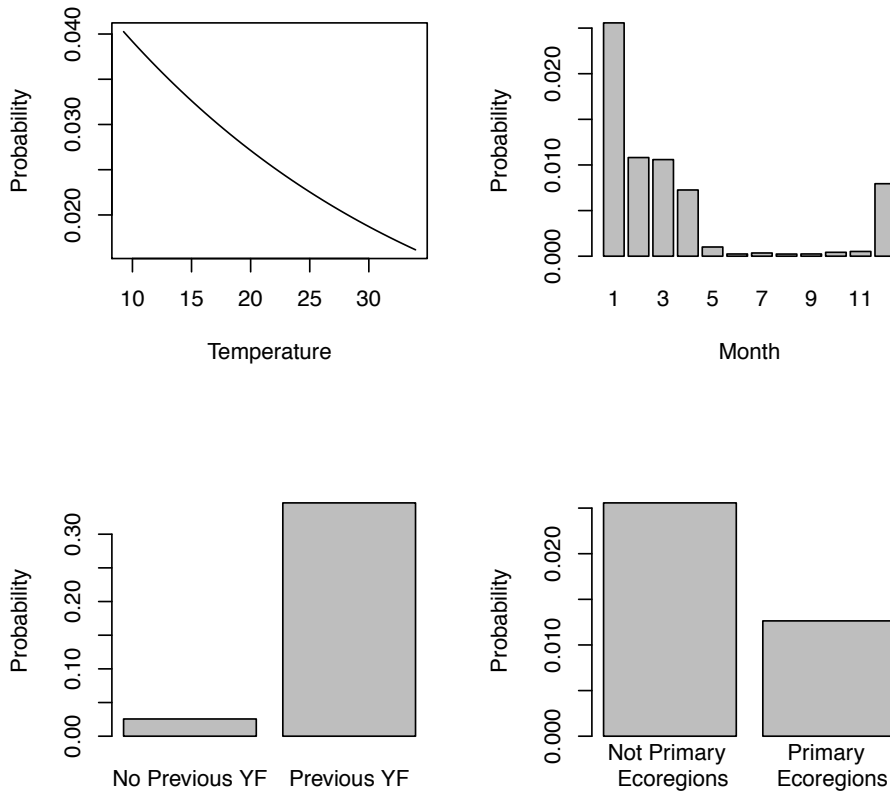 Probability
0.040
0.030
0.020
10 15 20 25 30
Temperature
Probability
0.020
0.010
0.000
1 3 5 7 9 11
Month
Probability
0.30
0.20
0.10
0.00
No Previous YF Previous YF
Probability
0.020
0.010
0.000
Not Primary Primary
Ecoregions Ecoregions